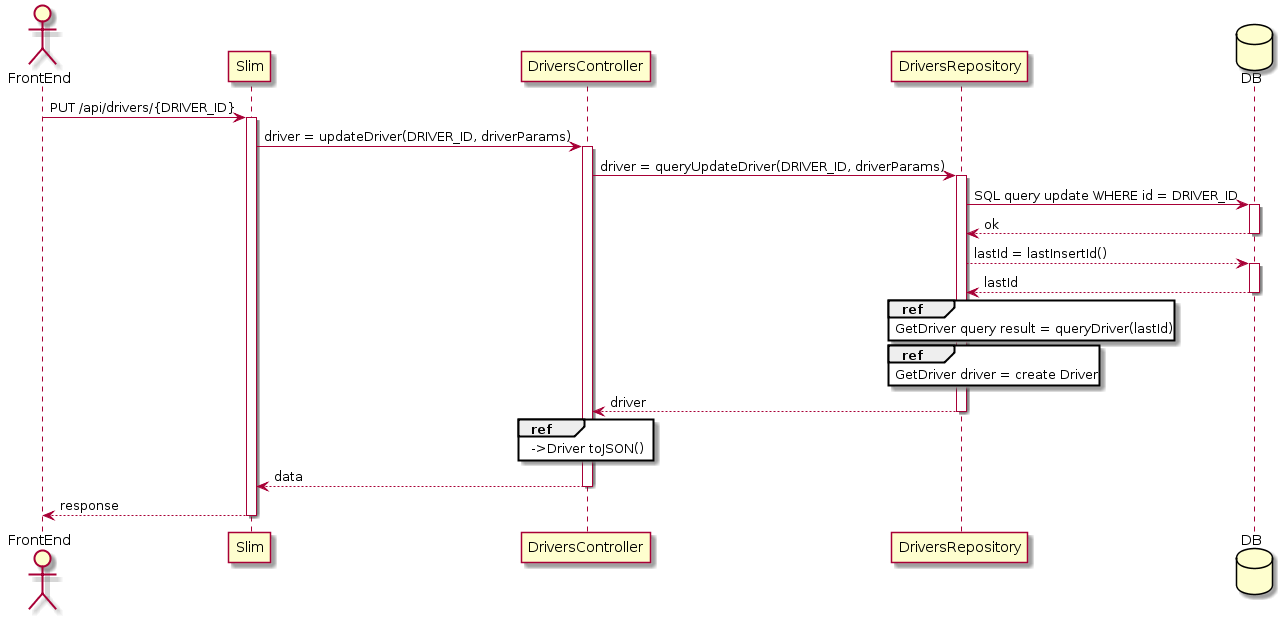 FrontEnd
Slim
DriversController
DriversRepository
DB
PUT /api/drivers/{DRIVER_ID}
driver = updateDriver(DRIVER_ID, driverParams)
driver = queryUpdateDriver(DRIVER_ID, driverParams)
SQL query update WHERE id = DRIVER_ID
ok
lastId = lastInsertId()
lastId
ref
GetDriver query result = queryDriver(lastId)
ref
GetDriver driver = create Driver
driver
ref
->Driver toJSON()
data
response
FrontEnd
Slim
DriversController
DriversRepository
DB